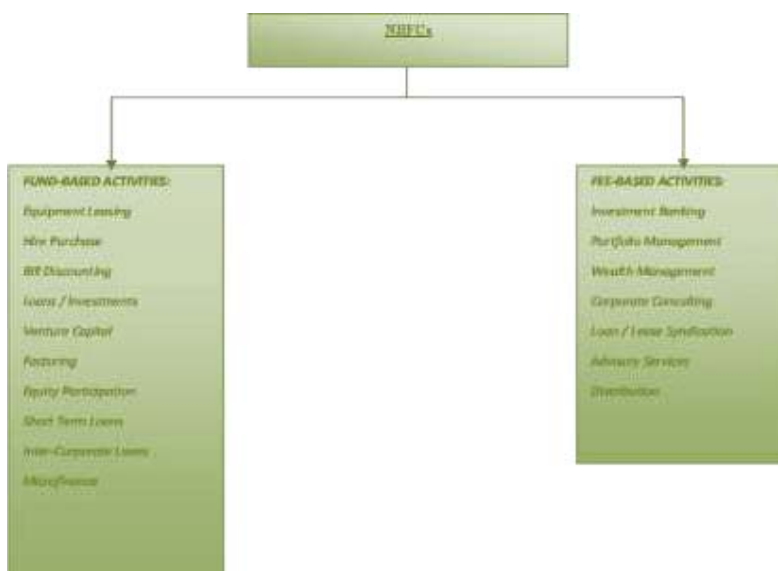 NBFCs
FUND-BASED ACTIVITIES:
Equipment Leasing
Hire Purchase
Bill Discounting
Loans / Investments
Venture Capital
Factoring
Equity Participation
Short Term Loans
Inter-Corporate Loans
Microfinance
FEE-BASED ACTIVITIES:
Investment Banking
Portfolio Management
Wealth Management
Corporate Consulting
Loan / Lease Syndication
Advisory Services
Distribution